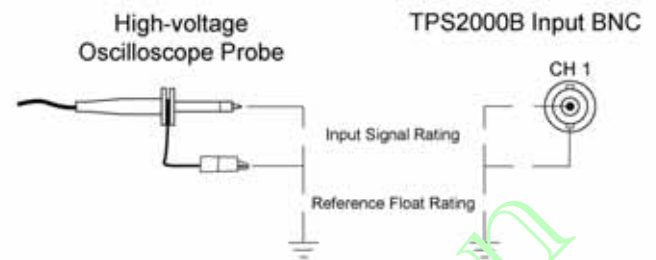 High-voltage
Oscilloscope Probe
TPS2000B Input BNC
CH 1
Input Signal Rating
Reference Float Rating